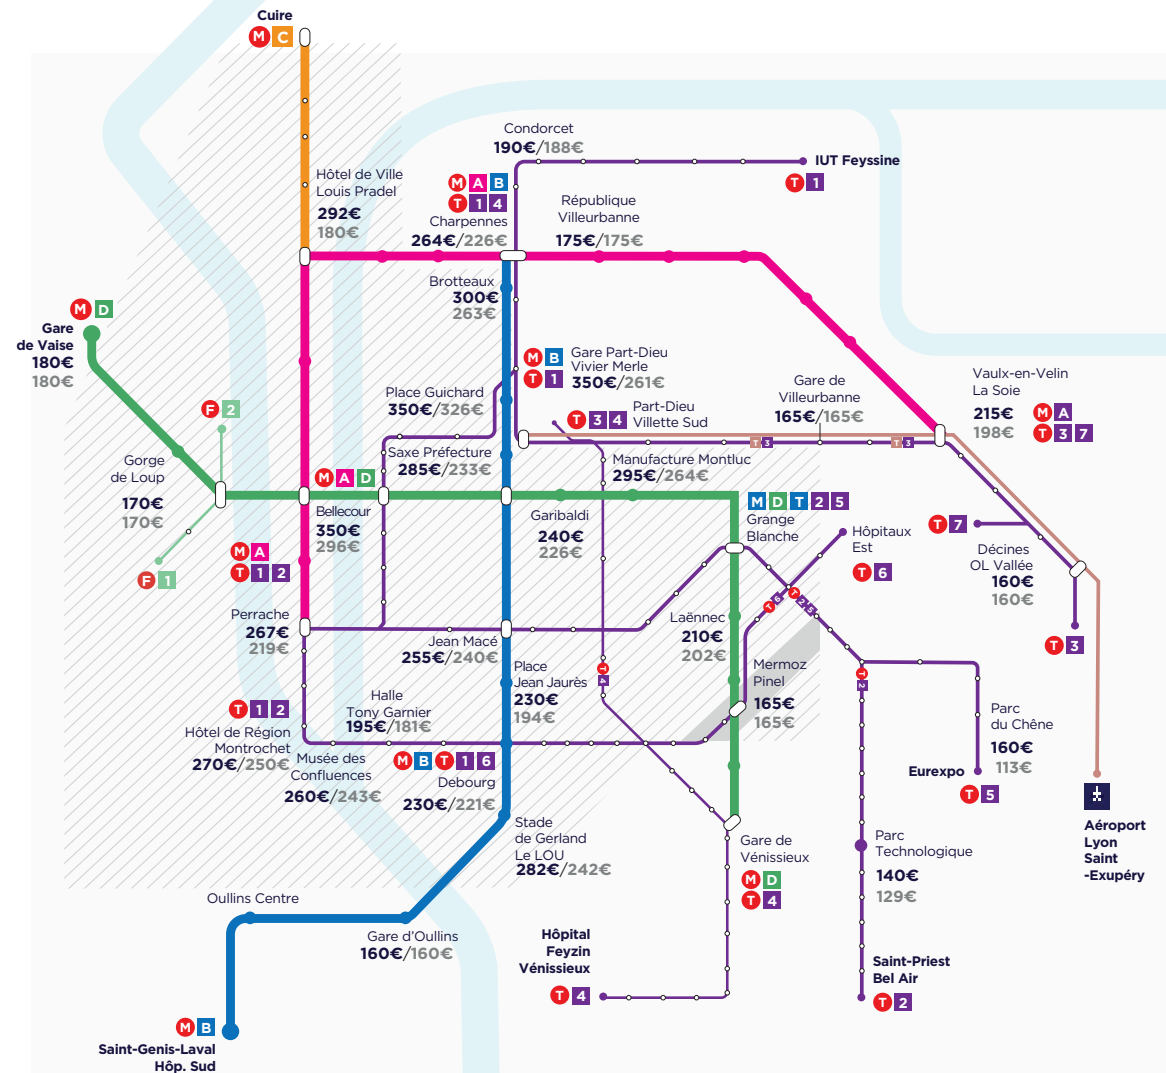 Cuire
M C
Condorcet
190€/188€
IUT Feyssine
T 1
Hôtel de Ville
Louis Pradel
292€
180€
M A B
T 1 4
Charpennes
264€/226€
République
Villeurbanne
175€/175€
Brotteaux
300€
263€
M D
Gare
de Vaise
180€
180€
M B
T 1
Gare Part-Dieu
Vivier Merle
350€/261€
Place Guichard
350€/326€
T 3 4
Part-Dieu
Villette Sud
Gare de
Villeurbanne
165€/165€
Vaulx-en-Velin
La Soie
215€
198€
M A
T 3 7
F 2
T 3
T 3
Saxe Préfecture
285€/233€
Manufacture Montluc
295€/264€
Gorge
de Loup
170€
170€
M A D
Bellecour
350€
296€
Garibaldi
240€
226€
M D T 2 5
Grange
Blanche
Hôpitaux
Est
T 6
T 7
Décines
OL Vallée
160€
160€
F 1
M A
T 1 2
Perrache
267€
219€
T 6
T 2 5
Laënnec
210€
202€
Jean Macé
255€/240€
T 3
Place
Jean Jaurès
230€
194€
T 4
Mermoz
Pinel
165€
165€
T 2
Halle
Tony Garnier
195€/181€
T 1 2
Hôtel de Région
Montrochet
270€/250€
Musée des
Confluences
260€/243€
M B T 1 6
Debourg
230€/221€
Parc
du Chêne
160€
113€
Eurexpo
T 5
Stade
de Gerland
Le LOU
282€/242€
Gare de
Vénissieux
M D
T 4
Parc
Technologique
140€
129€
Aéroport
Lyon
Saint
-Exupéry
Oullins Centre
Gare d'Oullins
160€/160€
Hôpital
Feyzin
Vénissieux
T 4
Saint-Priest
Bel Air
T 2
M B
Saint-Genis-Laval
Hôp. Sud